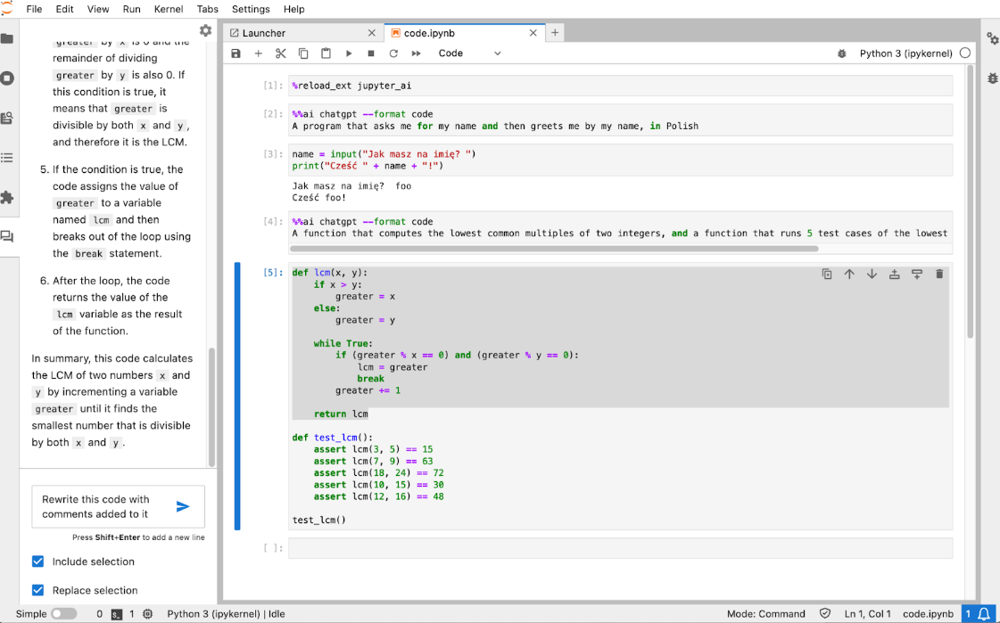 File Edit View Run Kernel Tabs Settings Help
greater by x is 0 and the
remainder of dividing
greater by y is also 0. If
this condition is true, it
means that greater is
divisible by both x and y ,
and therefore it is the LCM.
5. If the condition is true, the
code assigns the value of
greater to a variable
named lcm and then
breaks out of the loop using
the break statement.
6. After the loop, the code
returns the value of the
lcm variable as the result
of the function.
In summary, this code calculates
the LCM of two numbers x and
y by incrementing a variable
greater until it finds the
smallest number that is divisible
by both x and y .
Rewrite this code with
comments added to it
Press Shift+Enter to add a new line
Include selection
Replace selection
Launcher
code.ipynb
Code
Python 3 (ipykernel)
[1]: %reload_ext jupyter_ai
[2]: %%ai chatgpt --format code
A program that asks me for my name and then greets me by my name, in Polish
[3]: name = input("Jak masz na imię? ")
print("Cześć " + name + "!")
Jak masz na imię?  foo
Cześć foo!
[4]: %%ai chatgpt --format code
A function that computes the lowest common multiples of two integers, and a function that runs 5 test cases of the lowest
[5]: def lcm(x, y):
    if x > y:
        greater = x
    else:
        greater = y
    while True:
        if (greater % x == 0) and (greater % y == 0):
            lcm = greater
            break
        greater += 1
    return lcm
def test_lcm():
    assert lcm(3, 5) == 15
    assert lcm(7, 9) == 63
    assert lcm(18, 24) == 72
    assert lcm(10, 15) == 30
    assert lcm(12, 16) == 48
test_lcm()
[ ]:
Simple 0 1 Python 3 (ipykernel) | Idle Mode: Command Ln 1, Col 1 code.ipynb 1